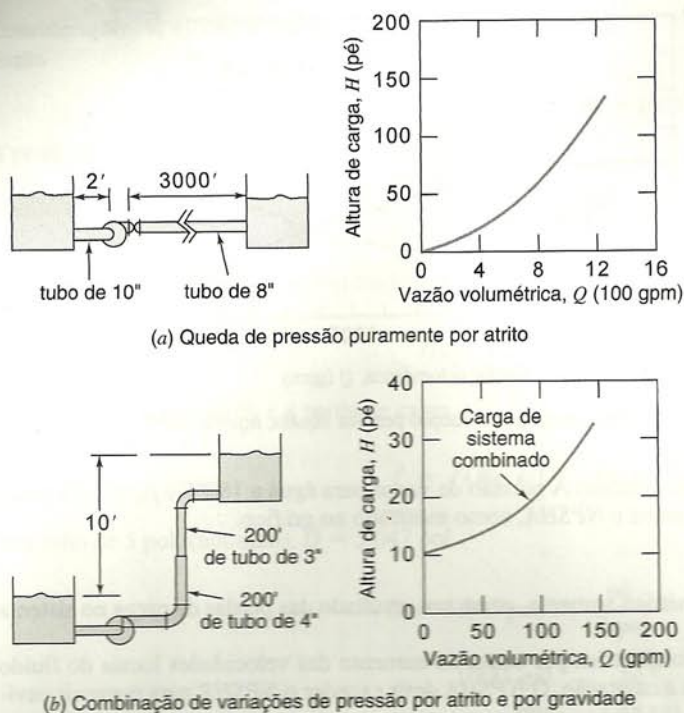 2'
3000'
tubo de 10"
tubo de 8"
Altura de carga, H (pé)
200
150
100
50
0
0 4 8 12 16
Vazão volumétrica, Q (100 gpm)
(a) Queda de pressão puramente por atrito
10'
200'
de tubo de 3"
200'
de tubo de 4"
Altura de carga, H (pé)
40
30
20
10
0
Carga de
sistema
combinado
0 50 100 150 200
Vazão volumétrica, Q (gpm)
(b) Combinação de variações de pressão por atrito e por gravidade